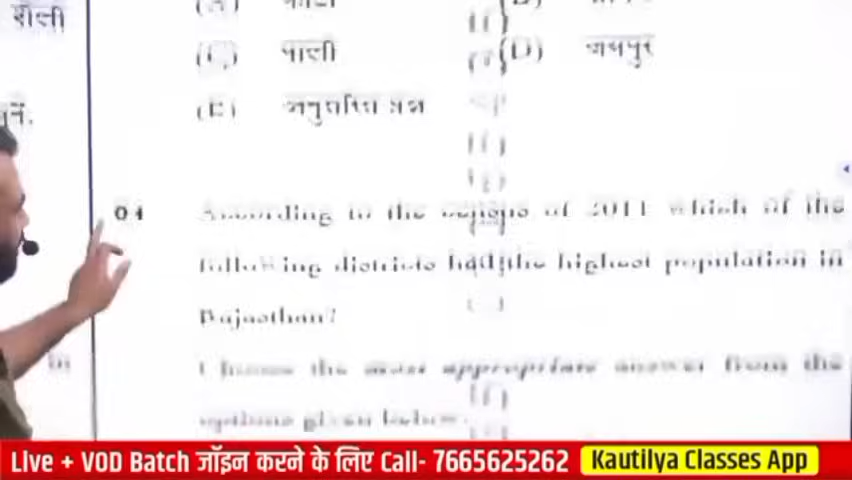 रोली
(A) कोटा
(C) पाली (D) जयपुर
र्ने.
(E) अनुत्तरित प्रश्न
04 According to the census of 2011 which of the
following districts had the highest population in
Rajasthan?
in Choose the most appropriate answer from the
options given below.
Live + VOD Batch जॉइन करने के लिए Call- 7665625262 Kautilya Classes App